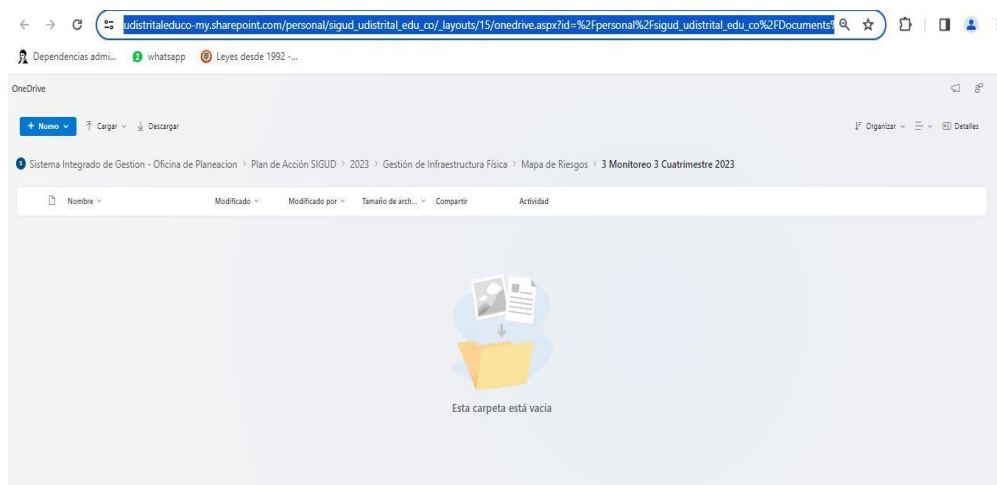 udistritaleduco-my.sharepoint.com/personal/sigud_udistrital_edu_co/_layouts/15/onedrive.aspx?id=%2Fpersonal%2Fsigud_udistrital_edu_co%2FDocuments%
Dependencias admi... whatsapp Leyes desde 1992 -...
OneDrive
+ Nuevo Cargar Descargar Organizar Detalles
Sistema Integrado de Gestion - Oficina de Planeacion > Plan de Acción SIGUD > 2023 > Gestión de Infraestructura Física > Mapa de Riesgos > 3 Monitoreo 3 Cuatrimestre 2023
Nombre Modificado Modificado por Tamaño de arch... Compartir Actividad
Esta carpeta está vacía